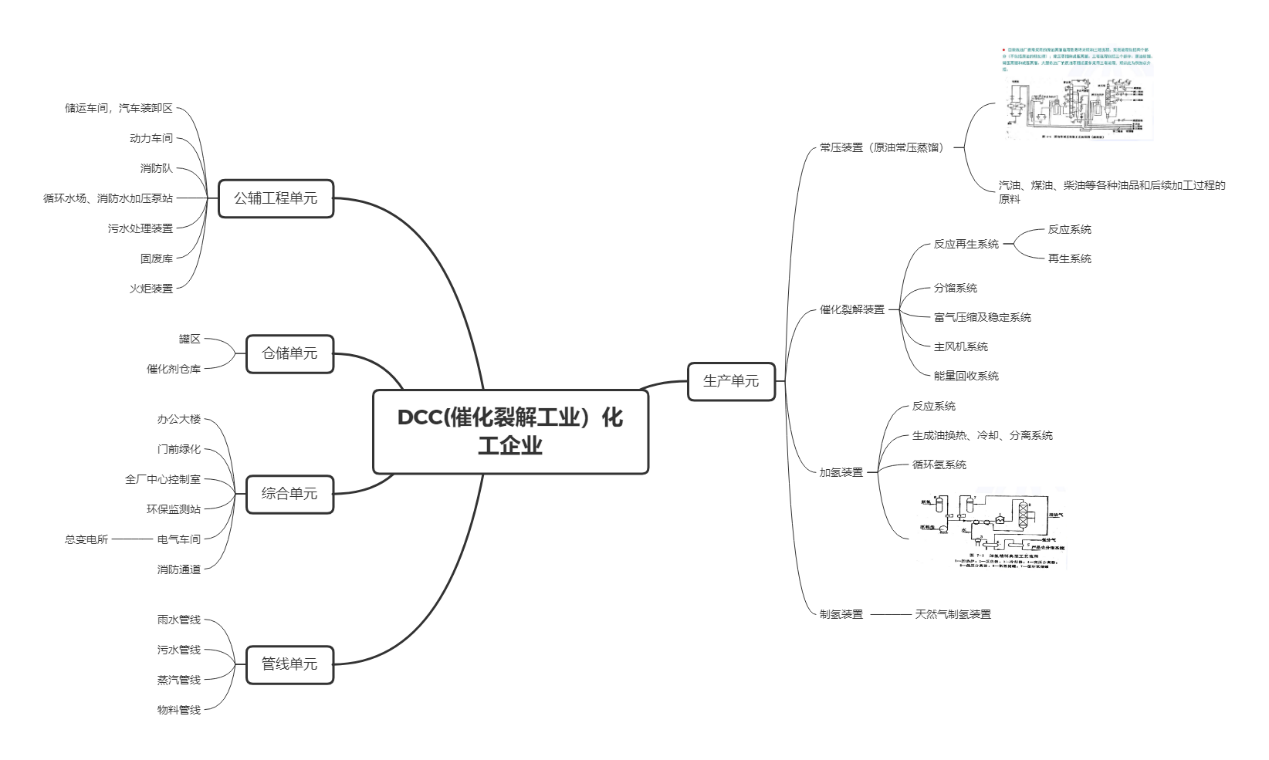 DCC(催化裂解工业）化
工企业
公辅工程单元
储运车间，汽车装卸区
动力车间
消防队
循环水场、消防水加压泵站
污水处理装置
固废库
火炬装置
仓储单元
罐区
催化剂仓库
综合单元
办公大楼
门前绿化
全厂中心控制室
环保监测站
电气车间
总变电所
消防通道
管线单元
雨水管线
污水管线
蒸汽管线
物料管线
生产单元
常压装置（原油常压蒸馏）
汽油、煤油、柴油等各种油品和后续加工过程的
原料
催化裂解装置
反应再生系统
反应系统
再生系统
分馏系统
富气压缩及稳定系统
主风机系统
能量回收系统
加氢装置
反应系统
生成油换热、冷却、分离系统
循环氢系统
制氢装置
天然气制氢装置